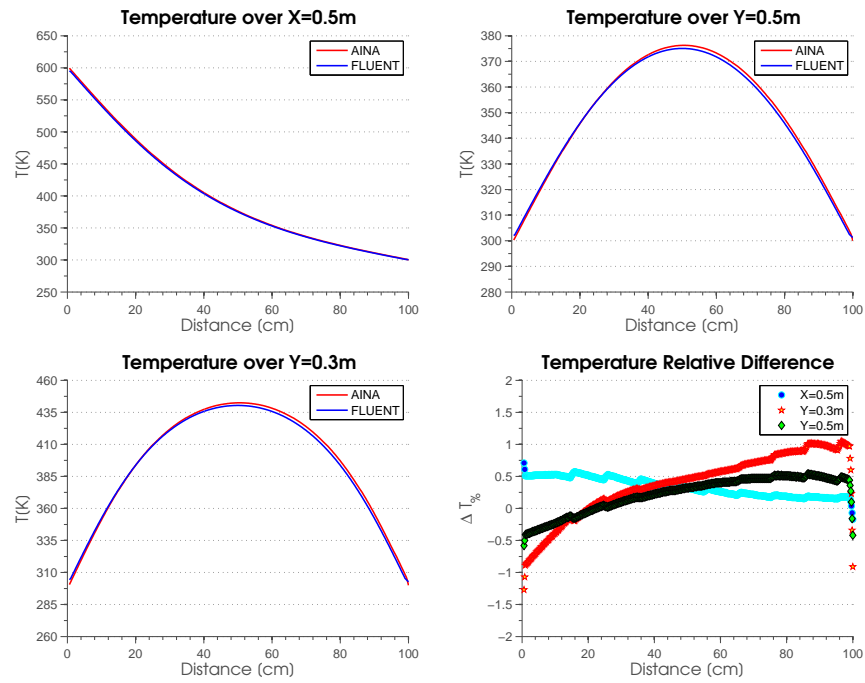 Temperature over X=0.5m
650
600
550
500
450
400
350
300
250
T(K)
AINA
FLUENT
0
20
40
60
80
100
Distance (cm)
Temperature over Y=0.5m
380
370
360
350
340
330
320
310
300
290
280
T(K)
AINA
FLUENT
0
20
40
60
80
100
Distance (cm)
Temperature over Y=0.3m
460
435
410
385
360
335
310
285
260
T(K)
AINA
FLUENT
0
20
40
60
80
100
Distance (cm)
Temperature Relative Difference
2
1.5
1
0.5
0
−0.5
−1
−1.5
−2
Δ T%
X=0.5m
Y=0.3m
Y=0.5m
0
20
40
60
80
100
Distance (cm)